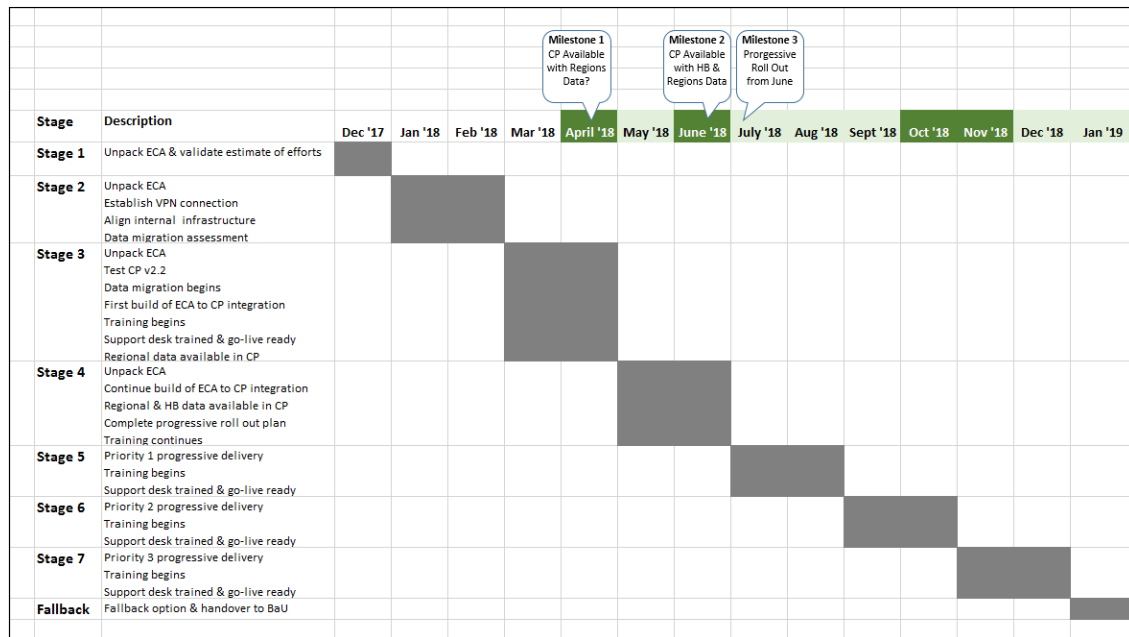 Milestone 1
CP Available
with Regions
Data?
Milestone 2
CP Available
with HB &
Regions Data
Milestone 3
Prorgessive
Roll Out
from June
Stage Description Dec '17 Jan '18 Feb '18 Mar '18 April '18 May '18 June '18 July '18 Aug '18 Sept '18 Oct '18 Nov '18 Dec '18 Jan '19
Stage 1 Unpack ECA & validate estimate of efforts
Stage 2 Unpack ECA
Establish VPN connection
Align internal infrastructure
Data migration assessment
Stage 3 Unpack ECA
Test CP v2.2
Data migration begins
First build of ECA to CP integration
Training begins
Support desk trained & go-live ready
Regional data available in CP
Stage 4 Unpack ECA
Continue build of ECA to CP integration
Regional & HB data available in CP
Complete progressive roll out plan
Training continues
Stage 5 Priority 1 progressive delivery
Training begins
Support desk trained & go-live ready
Stage 6 Priority 2 progressive delivery
Training begins
Support desk trained & go-live ready
Stage 7 Priority 3 progressive delivery
Training begins
Support desk trained & go-live ready
Fallback Fallback option & handover to BaU